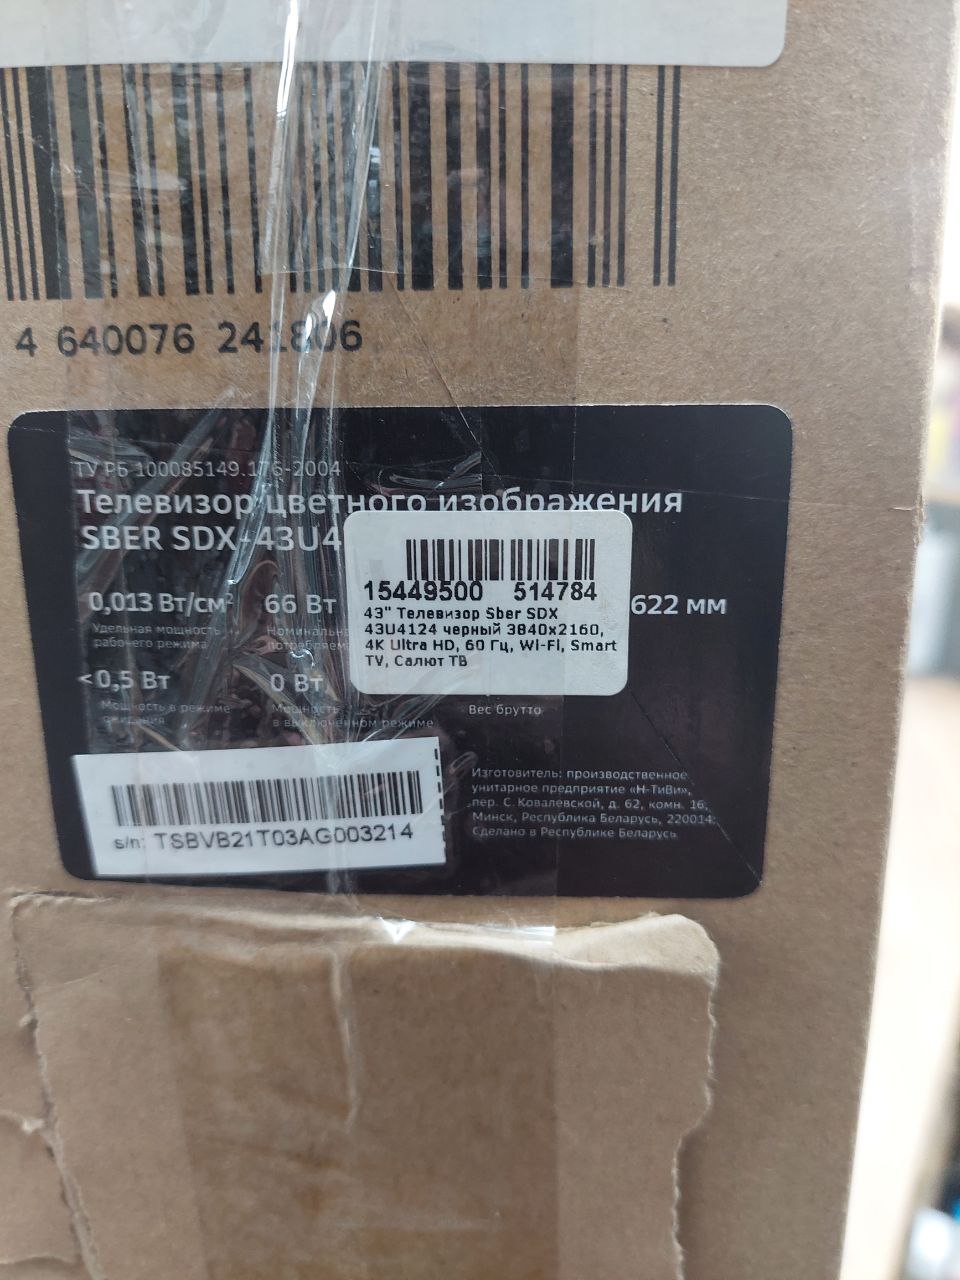 4 640076 241806
ТУ РБ 100085149.176-2004
Телевизор цветного изображения
SBER SDX-43U4
0,013 Вт/см² 66 Вт 622 мм
Удельная мощность
рабочего режима
Номинальн
потребляем
< 0,5 Вт 0 Вт
Мощность в режиме
ожидания
Мощность
в выключенном режиме
Вес брутто
15449500 514784
43" Телевизор Sber SDX
43U4124 черный 3840x2160,
4K Ultra HD, 60 Гц, Wi-Fi, Smart
TV, Салют ТВ
s/n: TSBVB21T03AG003214
Изготовитель: производственное
унитарное предприятие «Н-ТиВи»,
пер. С. Ковалевской, д. 62, комн. 16,
Минск, Республика Беларусь, 220014.
Сделано в Республике Беларусь